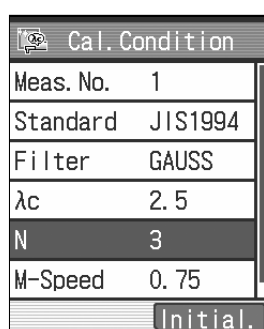 Cal.Condition
Meas.No. 1
Standard JIS1994
Filter GAUSS
λc 2.5
N 3
M-Speed 0.75
Initial.